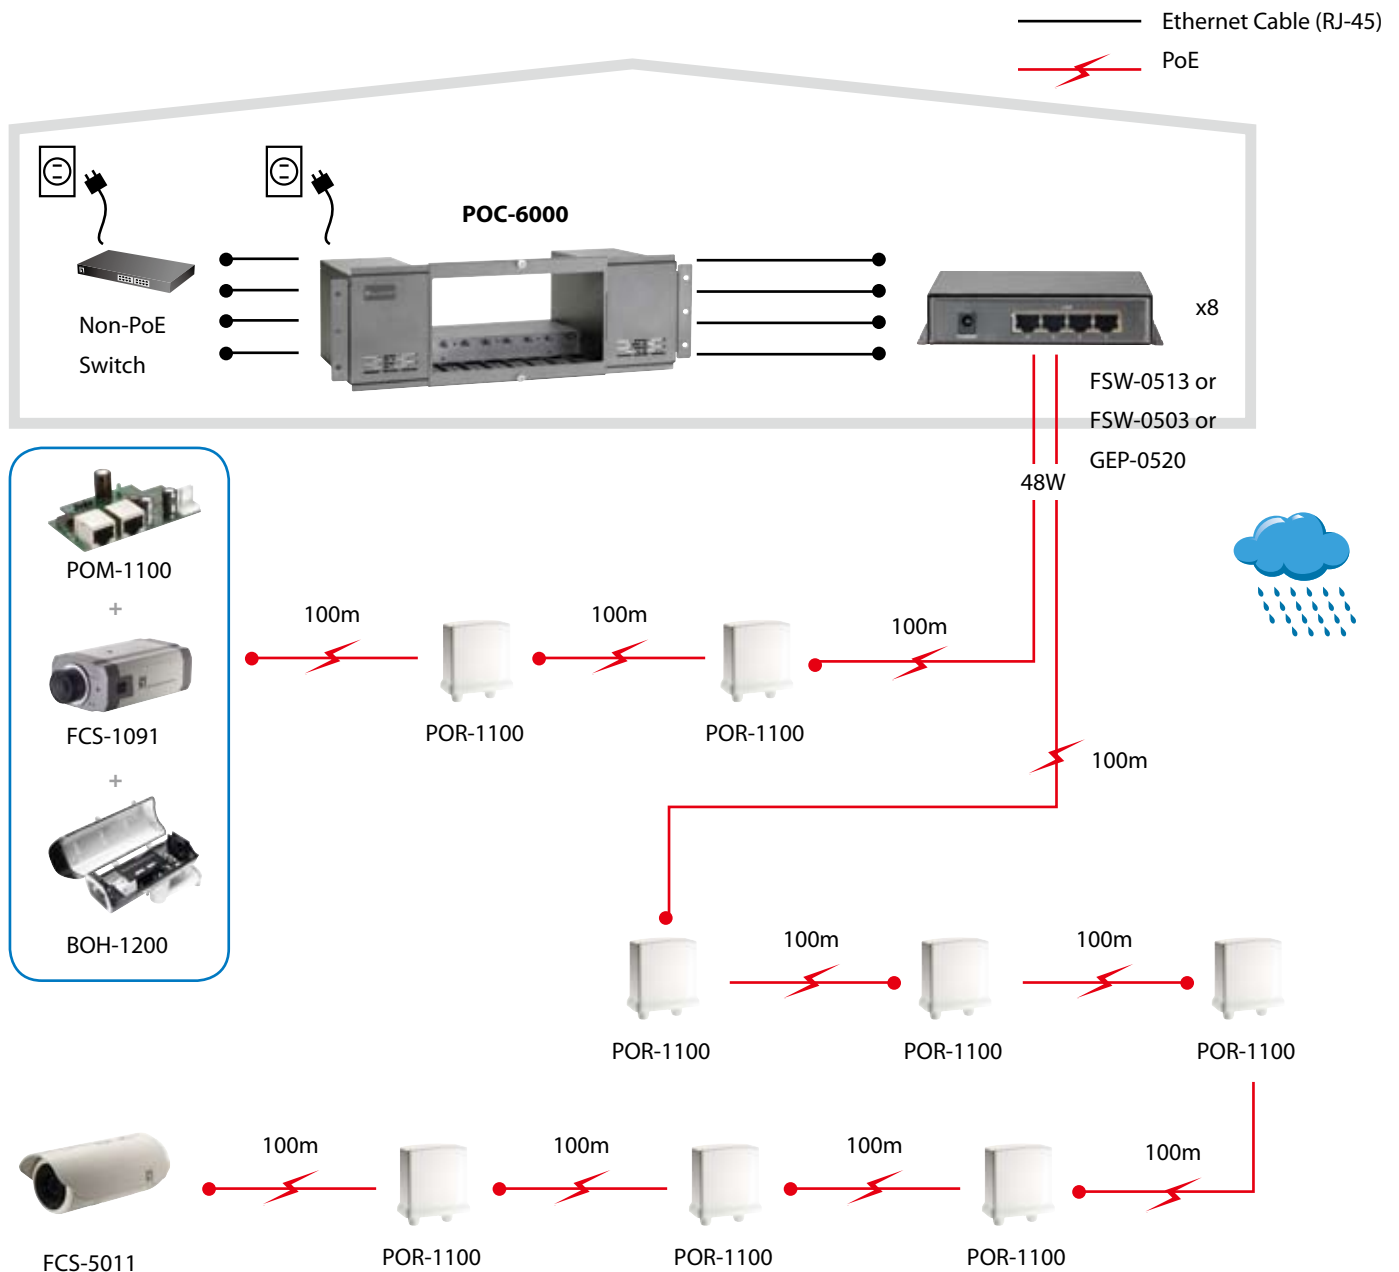 Ethernet Cable (RJ-45)
PoE
POC-6000
Non-PoE
Switch
x8
FSW-0513 or
FSW-0503 or
GEP-0520
48W
POM-1100
+
FCS-1091
+
BOH-1200
100m
100m
100m
POR-1100
POR-1100
100m
100m
100m
POR-1100
POR-1100
POR-1100
100m
100m
100m
100m
FCS-5011
POR-1100
POR-1100
POR-1100